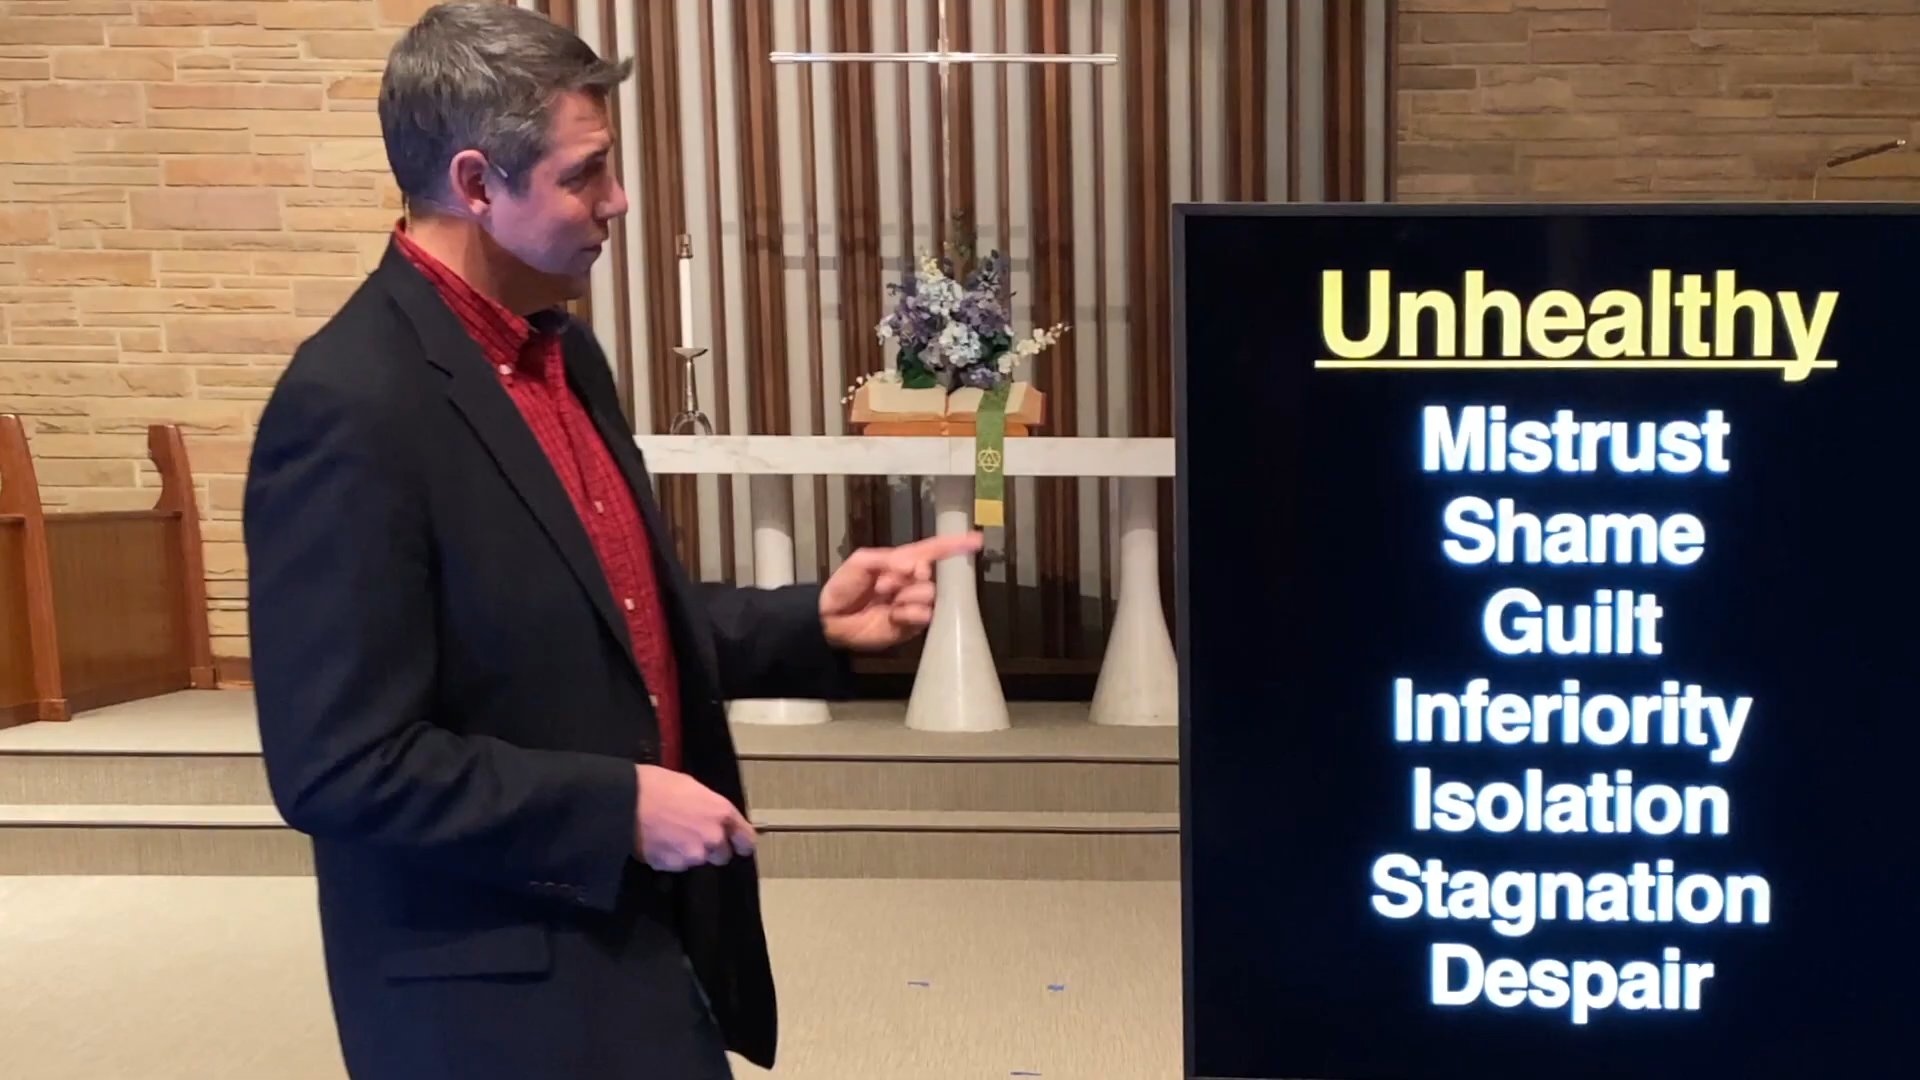 Unhealthy
Mistrust
Shame
Guilt
Inferiority
Isolation
Stagnation
Despair